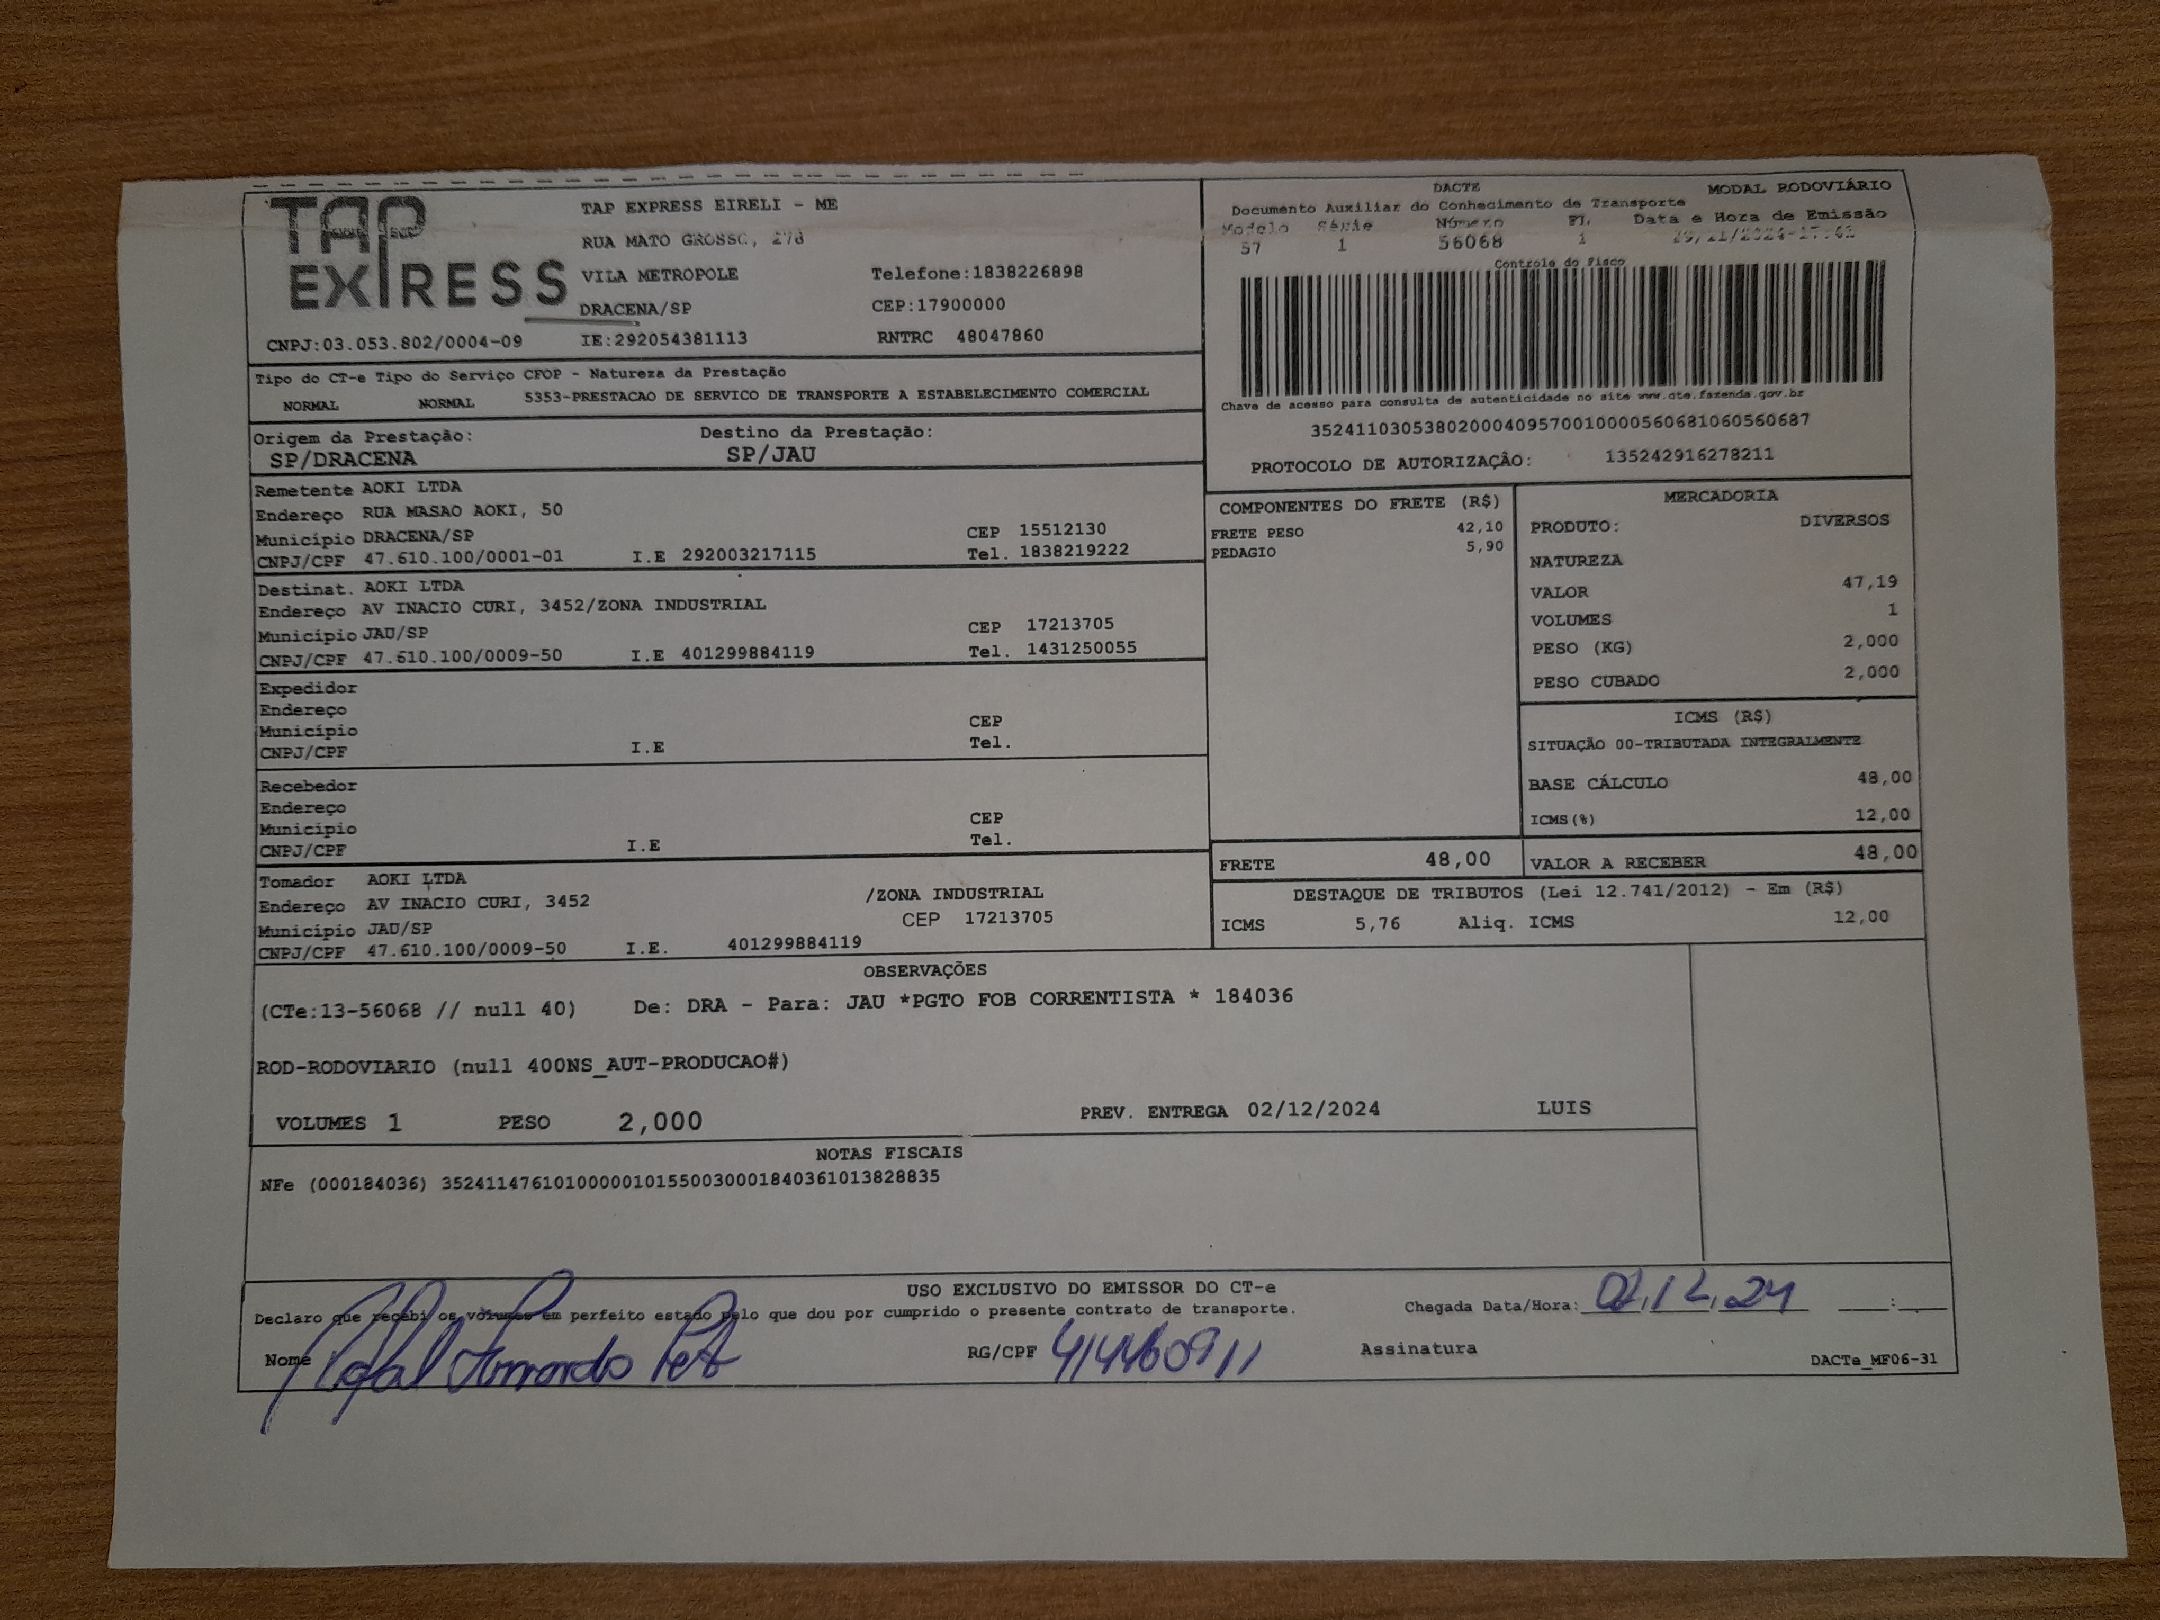 TAP EXPRESS
TAP EXPRESS EIRELI - ME
RUA MATO GROSSO, 278
VILA METROPOLE Telefone:1838226898
DRACENA/SP CEP:17900000
CNPJ:03.053.802/0004-09 IE:292054381113 RNTRC 48047860
DACTE MODAL RODOVIÁRIO
Documento Auxiliar do Conhecimento de Transporte
Modelo Série Número Fl. Data e Hora de Emissão
57 1 56068 1
Controle do Fisco
Chave de acesso para consulta de autenticidade no site www.cte.fazenda.gov.br
35241103053802000409570010000560681060560687
PROTOCOLO DE AUTORIZAÇÃO: 135242916278211
Tipo do CT-e Tipo do Serviço CFOP - Natureza da Prestação
NORMAL NORMAL 5353-PRESTACAO DE SERVICO DE TRANSPORTE A ESTABELECIMENTO COMERCIAL
Origem da Prestação: Destino da Prestação:
SP/DRACENA SP/JAU
Remetente AOKI LTDA
Endereço RUA MASAO AOKI, 50
Município DRACENA/SP CEP 15512130
CNPJ/CPF 47.610.100/0001-01 I.E 292003217115 Tel. 1838219222
Destinat. AOKI LTDA
Endereço AV INACIO CURI, 3452/ZONA INDUSTRIAL
Município JAU/SP CEP 17213705
CNPJ/CPF 47.610.100/0009-50 I.E 401299884119 Tel. 1431250055
Expedidor
Endereço
Município CEP
CNPJ/CPF I.E Tel.
Recebedor
Endereço
Município CEP
CNPJ/CPF I.E Tel.
Tomador AOKI LTDA
Endereço AV INACIO CURI, 3452 /ZONA INDUSTRIAL
Município JAU/SP CEP 17213705
CNPJ/CPF 47.610.100/0009-50 I.E. 401299884119
COMPONENTES DO FRETE (R$)
FRETE PESO 42,10
PEDAGIO 5,90
MERCADORIA
PRODUTO: DIVERSOS
NATUREZA
VALOR 47,19
VOLUMES 1
PESO (KG) 2,000
PESO CUBADO 2,000
ICMS (R$)
SITUAÇÃO 00-TRIBUTADA INTEGRALMENTE
BASE CÁLCULO 48,00
ICMS(%) 12,00
FRETE 48,00 VALOR A RECEBER 48,00
DESTAQUE DE TRIBUTOS (Lei 12.741/2012) - Em (R$)
ICMS 5,76 Aliq. ICMS 12,00
OBSERVAÇÕES
(CTe:13-56068 // null 40) De: DRA - Para: JAU *PGTO FOB CORRENTISTA * 184036
ROD-RODOVIARIO (null 400NS_AUT-PRODUCAO#)
VOLUMES 1 PESO 2,000 PREV. ENTREGA 02/12/2024 LUIS
NOTAS FISCAIS
NFe (000184036) 35241147610100000101550030001840361013828835
USO EXCLUSIVO DO EMISSOR DO CT-e
Declaro que recebi os volumes em perfeito estado pelo que dou por cumprido o presente contrato de transporte. Chegada Data/Hora: 02.12.24 :
Nome RG/CPF Assinatura
DACTe_MF06-31